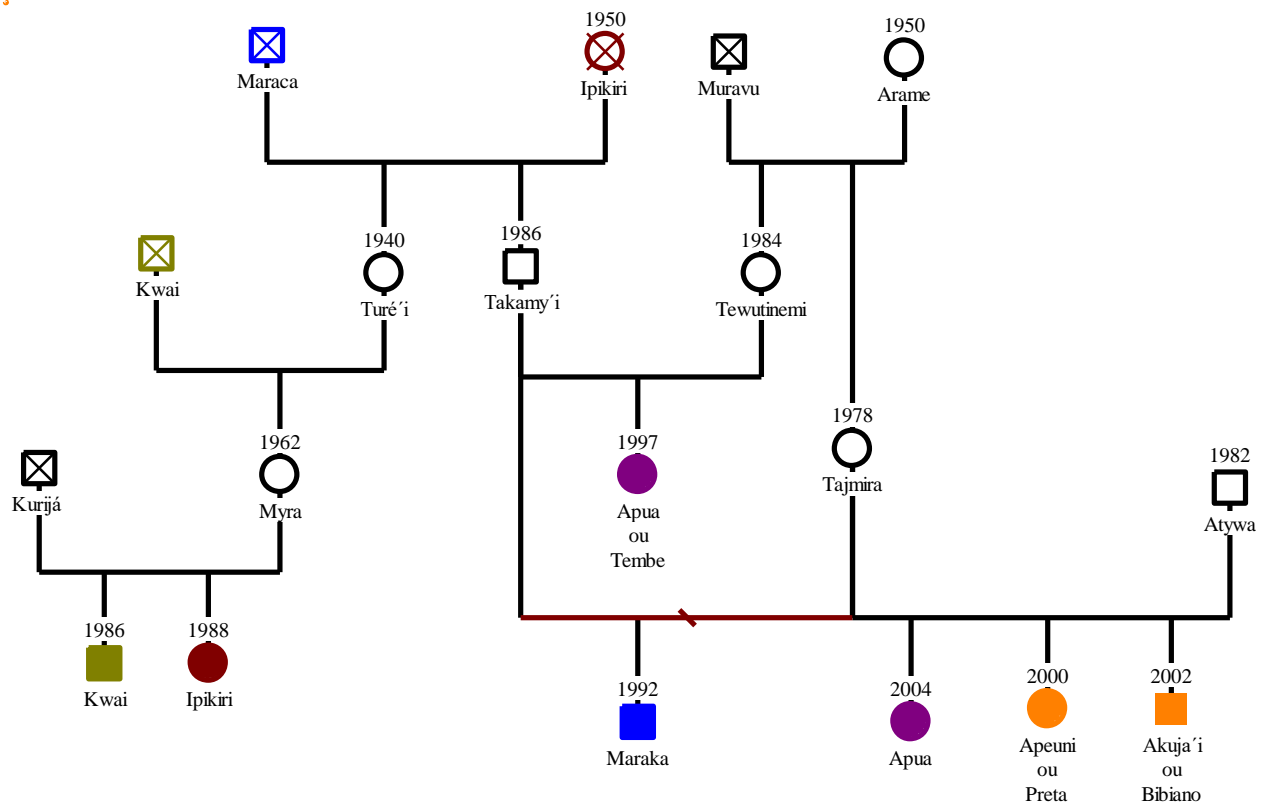 1950
Maraca
Ipikiri
Muravu
1950
Arame
Kwai
1940
Turé´i
1986
Takamy´i
1984
Tewutinemi
Kurijá
1962
Myra
1997
Apua
ou
Tembe
1978
Tajmira
1982
Atywa
1986
Kwai
1988
Ipikiri
1992
Maraka
2004
Apua
2000
Apeuni
ou
Preta
2002
Akuja´i
ou
Bibiano